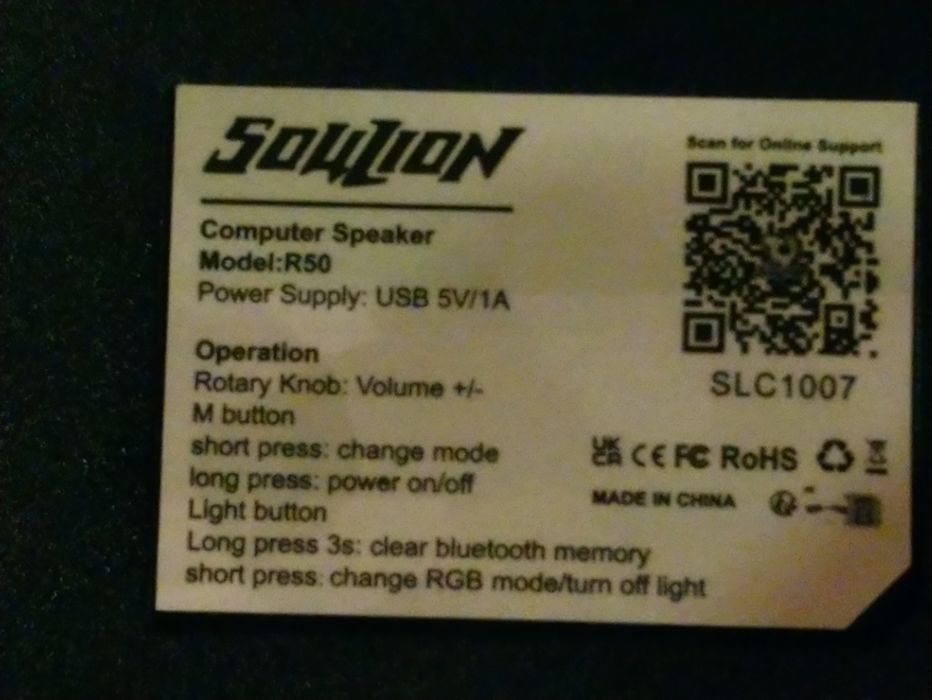 SOULION
Computer Speaker
Model:R50
Power Supply: USB 5V/1A
Operation
Rotary Knob: Volume +/-
M button
short press: change mode
long press: power on/off
Light button
Long press 3s: clear bluetooth memory
short press: change RGB mode/turn off light
Scan for Online Support
SLC1007
UK CA CE FC RoHS
MADE IN CHINA